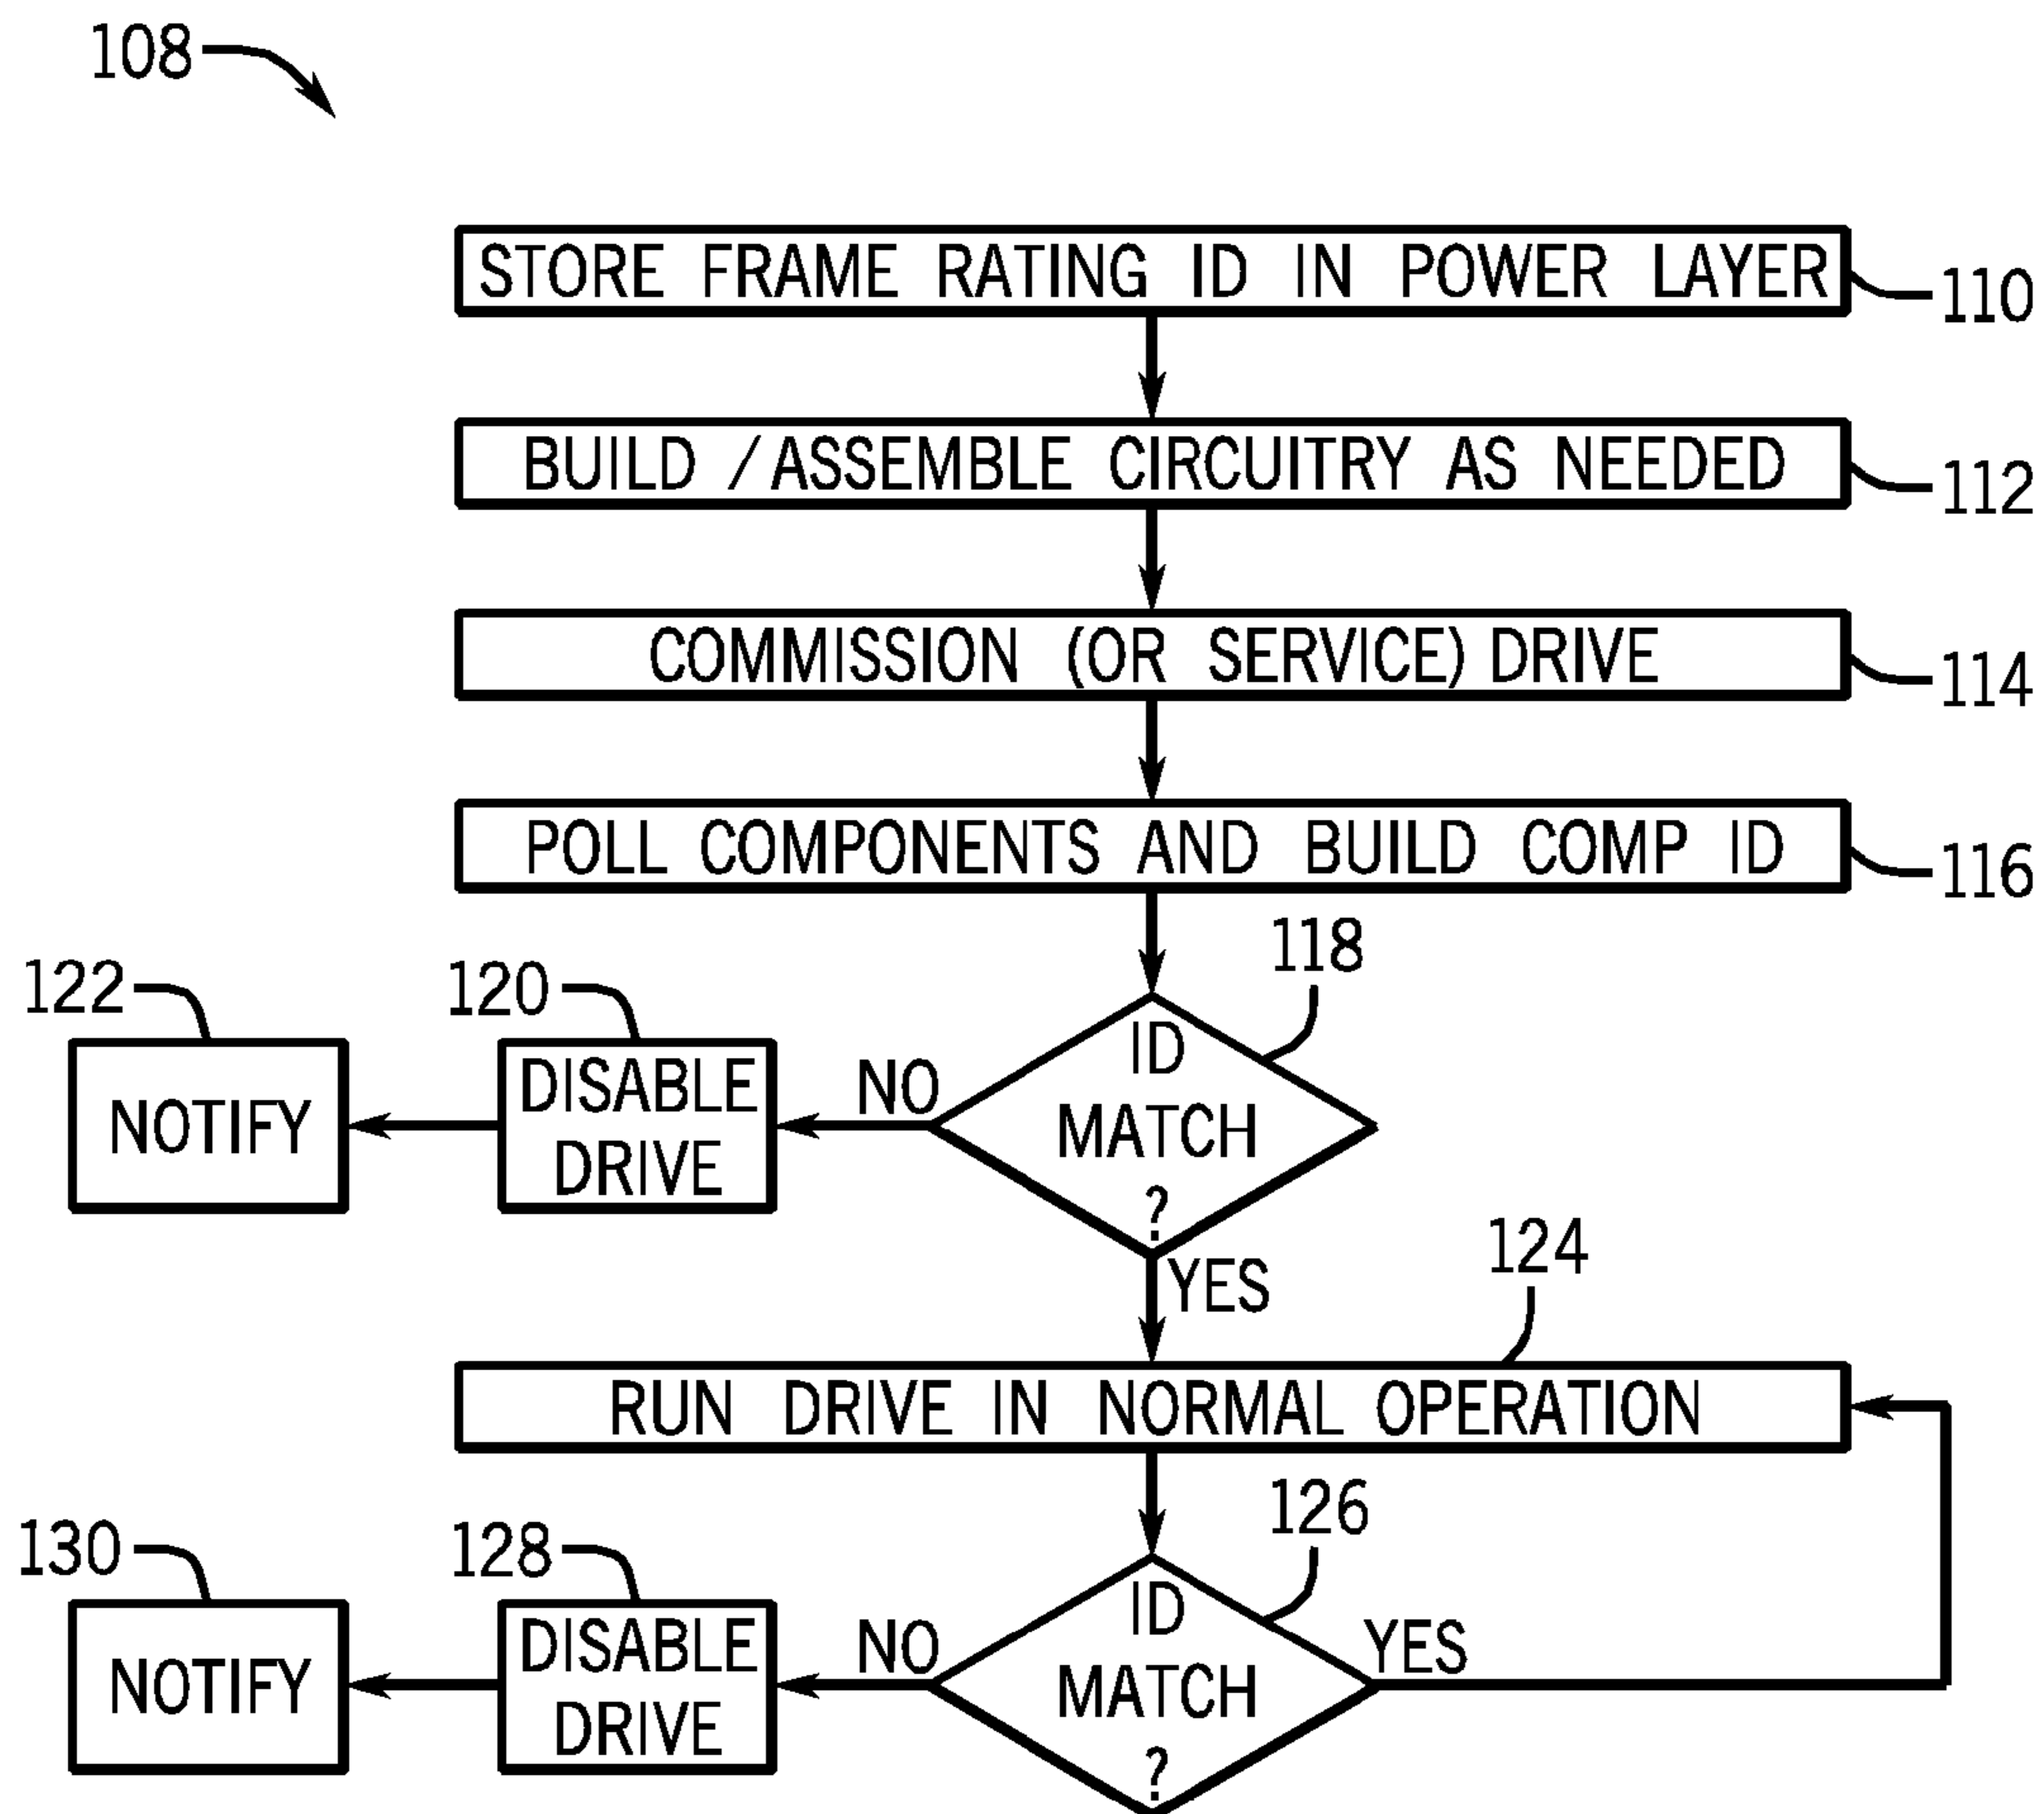 108
STORE FRAME RATING ID IN POWER LAYER
110
BUILD /ASSEMBLE CIRCUITRY AS NEEDED
112
COMMISSION (OR SERVICE) DRIVE
114
POLL COMPONENTS AND BUILD COMP ID
116
118
ID
MATCH
?
NO
120
DISABLE
DRIVE
122
NOTIFY
YES
124
RUN DRIVE IN NORMAL OPERATION
126
ID
MATCH
?
YES
NO
128
DISABLE
DRIVE
130
NOTIFY